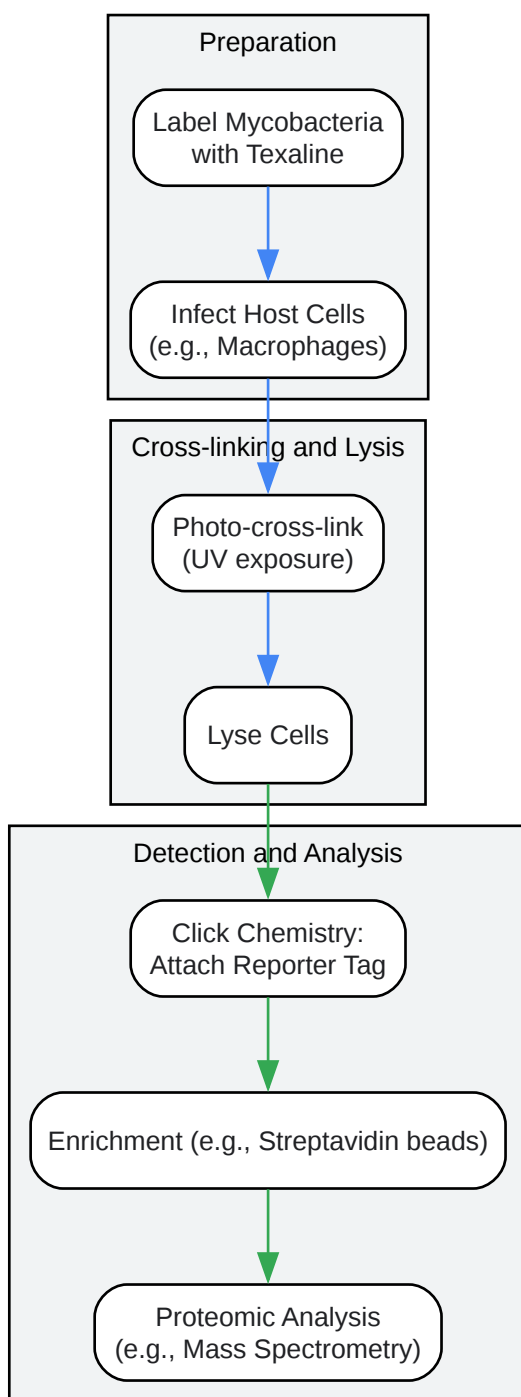 Preparation
Label Mycobacteria
with Texaline
Infect Host Cells
(e.g., Macrophages)
Cross-linking and Lysis
Photo-cross-link
(UV exposure)
Lyse Cells
Detection and Analysis
Click Chemistry:
Attach Reporter Tag
Enrichment (e.g., Streptavidin beads)
Proteomic Analysis
(e.g., Mass Spectrometry)